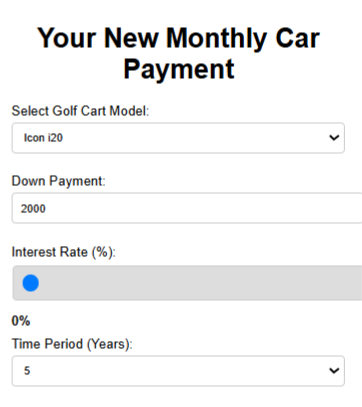 Your New Monthly Car
Payment
Select Golf Cart Model:
Icon i20
Down Payment:
2000
Interest Rate (%):
0%
Time Period (Years):
5